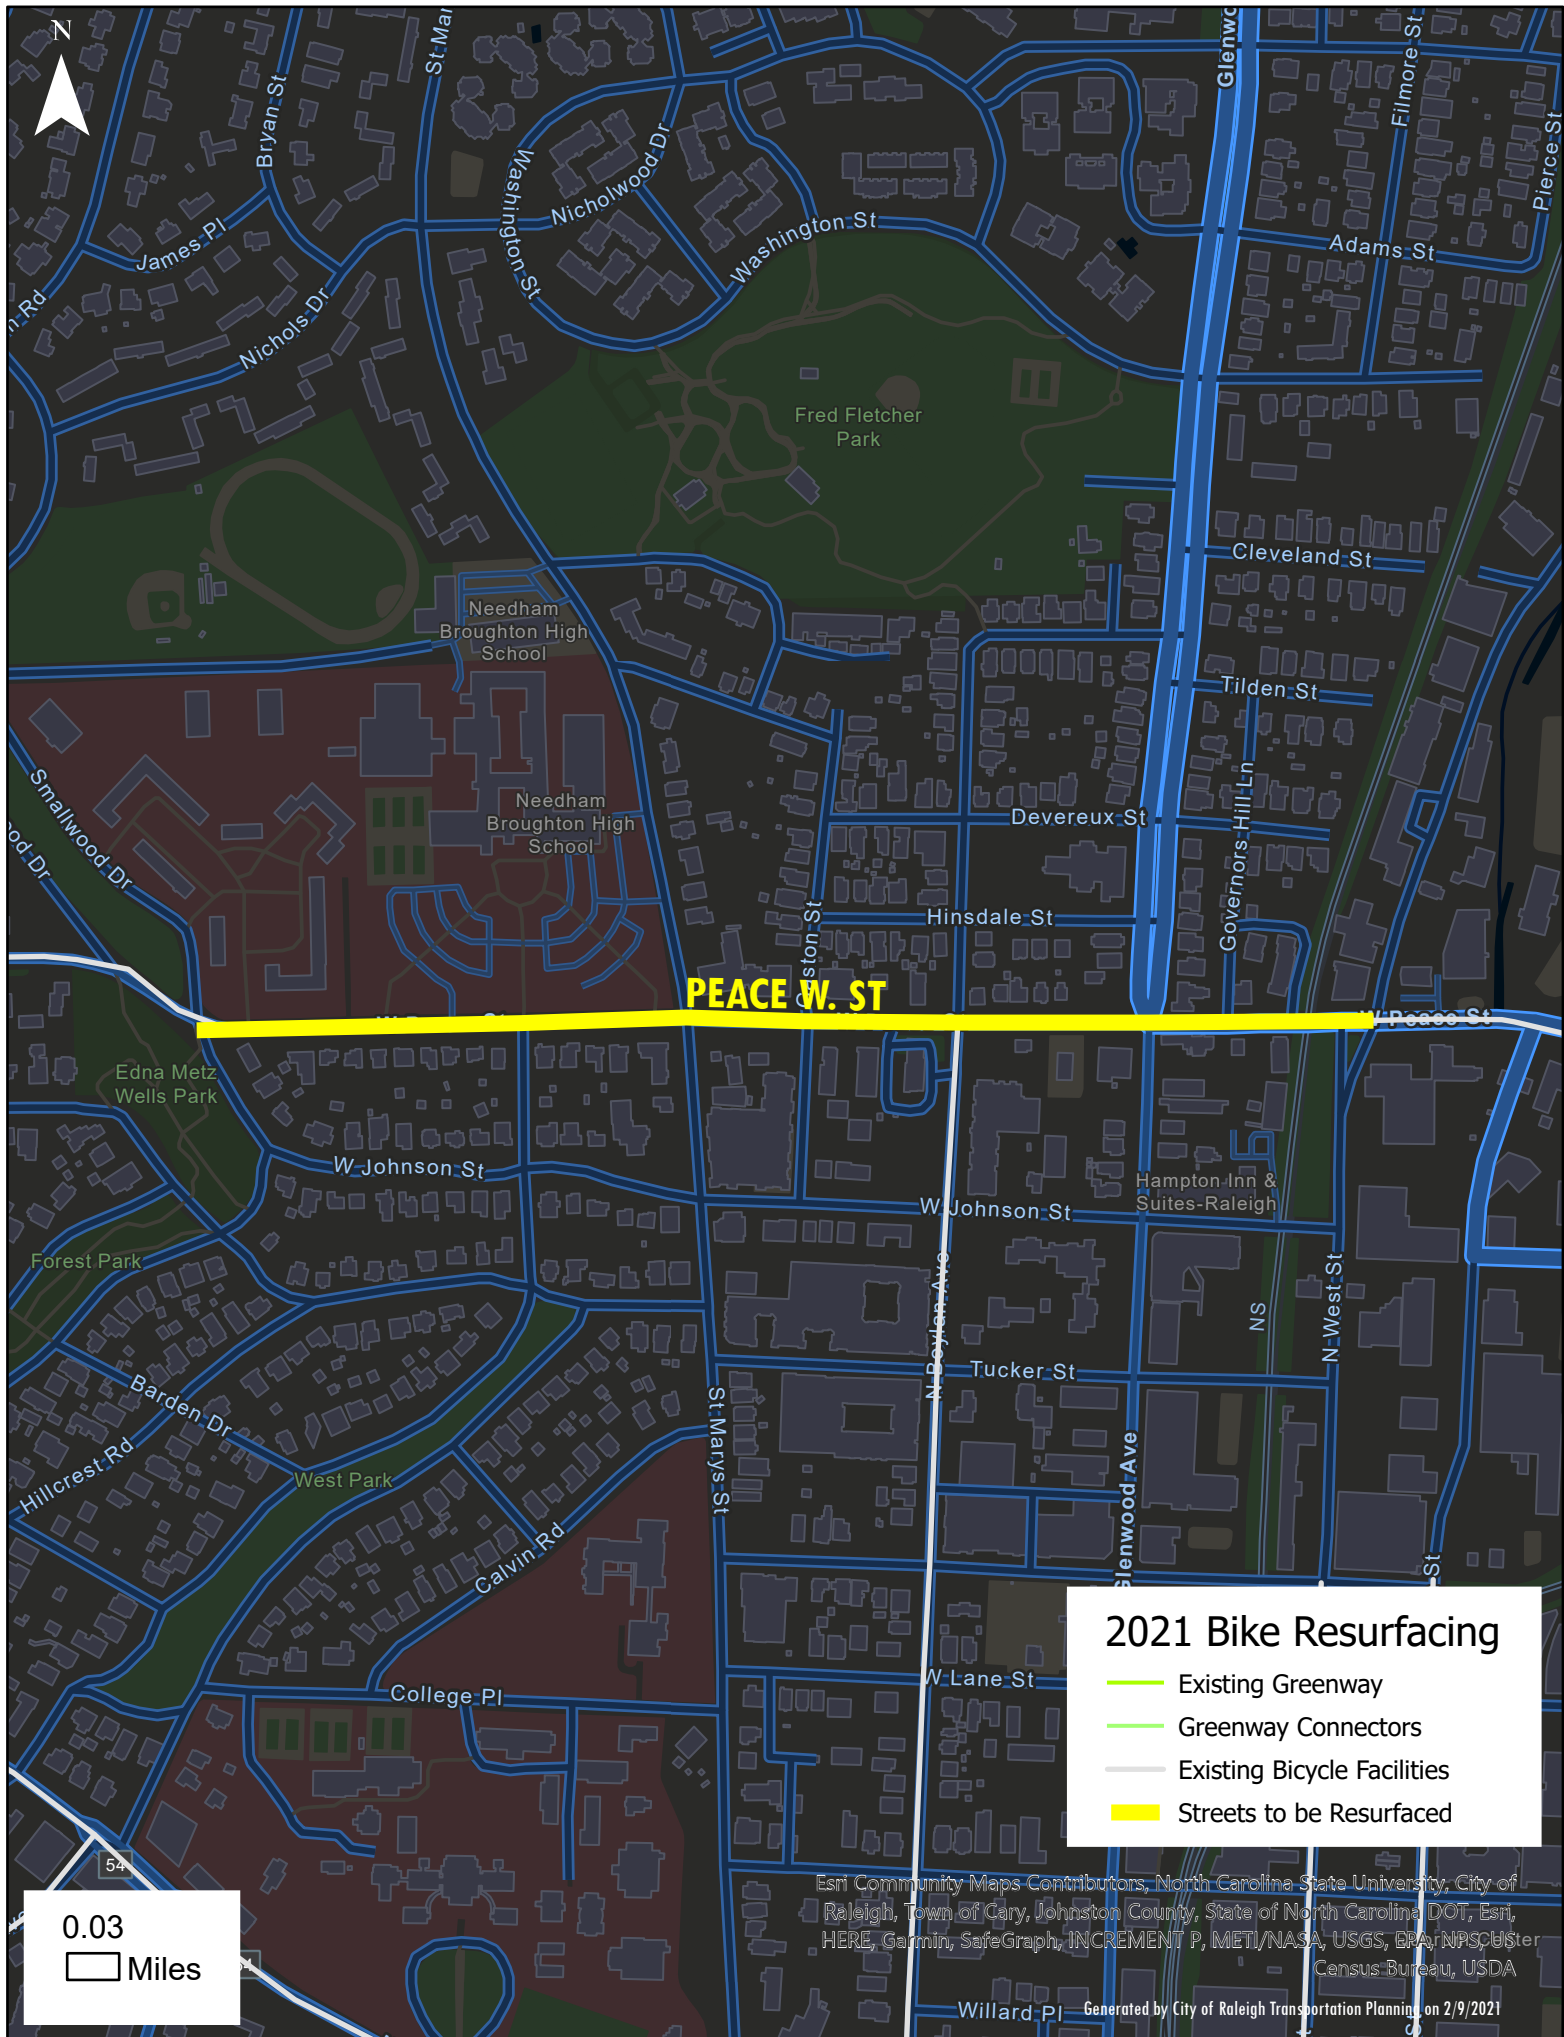 N
Glenwo
St Mar
Bryan St
Filmore St
Pierce St
Washington St
Nicholwood Dr
Washington St
James Pl
Adams St
n Rd
Nichols Dr
Fred Fletcher
Park
Cleveland St
Needham
Broughton High
School
Tilden St
Smallwood Dr
ood Dr
Needham
Broughton High
School
Devereux St
Governors Hill Ln
Hinsdale St
ston St
PEACE W. ST
W Peace St
Edna Metz
Wells Park
W Johnson St
Hampton Inn &
Suites-Raleigh
W Johnson St
Forest Park
N Boylan Ave
NS
N West St
Tucker St
Barden Dr
St Marys St
Hillcrest Rd
West Park
Glenwood Ave
Calvin Rd
St
2021 Bike Resurfacing
Existing Greenway
Greenway Connectors
Existing Bicycle Facilities
Streets to be Resurfaced
W Lane St
College Pl
54
0.03
Miles
Esri Community Maps Contributors, North Carolina State University, City of
Raleigh, Town of Cary, Johnston County, State of North Carolina DOT, Esri,
HERE, Garmin, SafeGraph, INCREMENT P, METI/NASA, USGS, EPA, NPS, US
Census Bureau, USDA
Willard Pl
Generated by City of Raleigh Transportation Planning on 2/9/2021